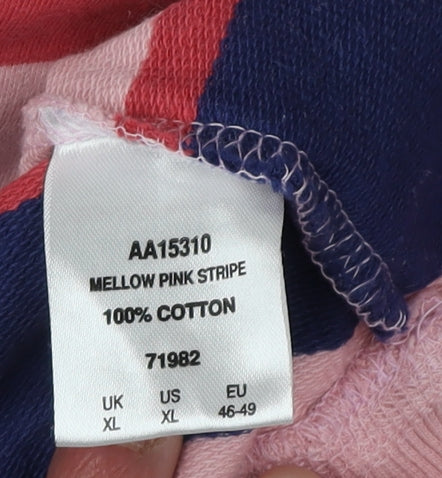 AA15310
MELLOW PINK STRIPE
100% COTTON
71982
UK US EU
XL XL 46-49